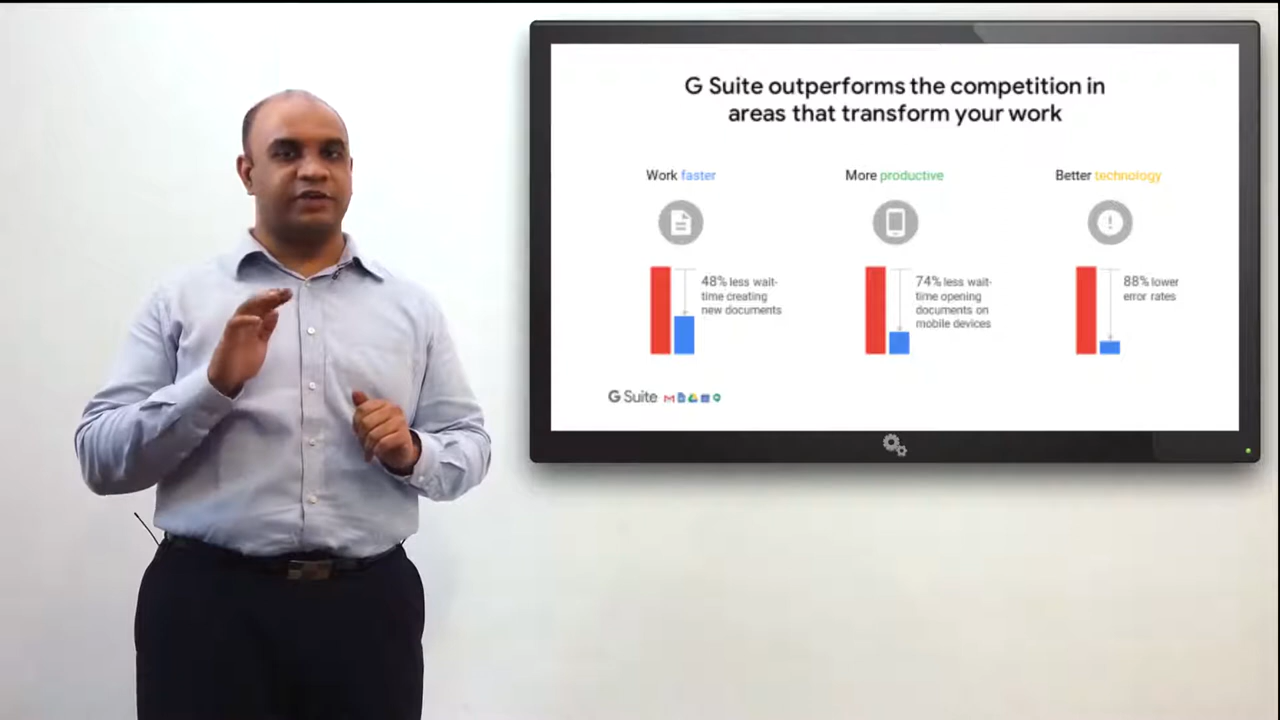 G Suite outperforms the competition in
areas that transform your work
Work faster
More productive
Better technology
48% less wait-
time creating
new documents
74% less wait-
time opening
documents on
mobile devices
88% lower
error rates
G Suite